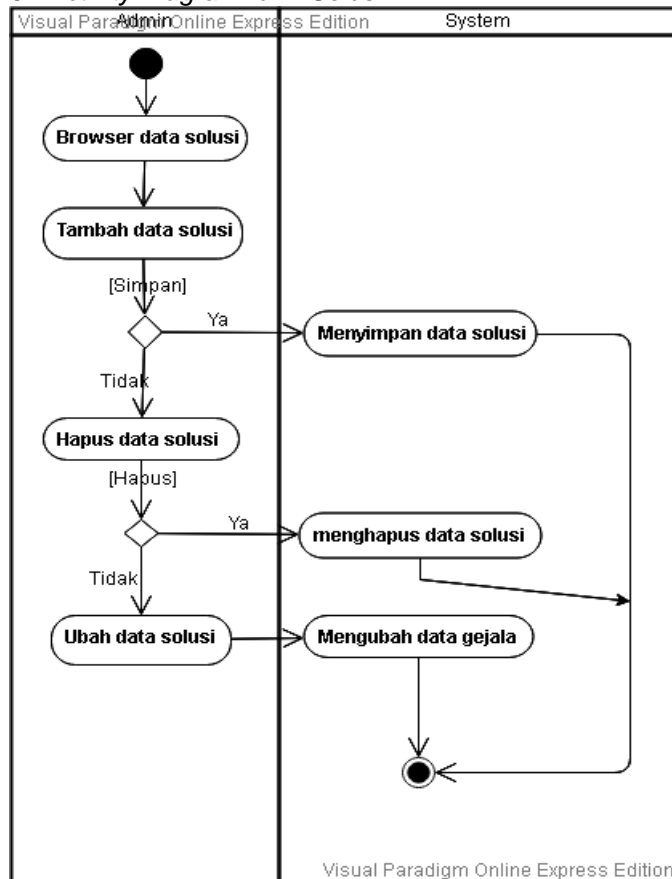 Visual Paradigm Online Express Edition
Admin
System
Browser data solusi
Tambah data solusi
[Simpan]
Ya
Menyimpan data solusi
Tidak
Hapus data solusi
[Hapus]
Ya
menghapus data solusi
Tidak
Ubah data solusi
Mengubah data gejala
Visual Paradigm Online Express Edition